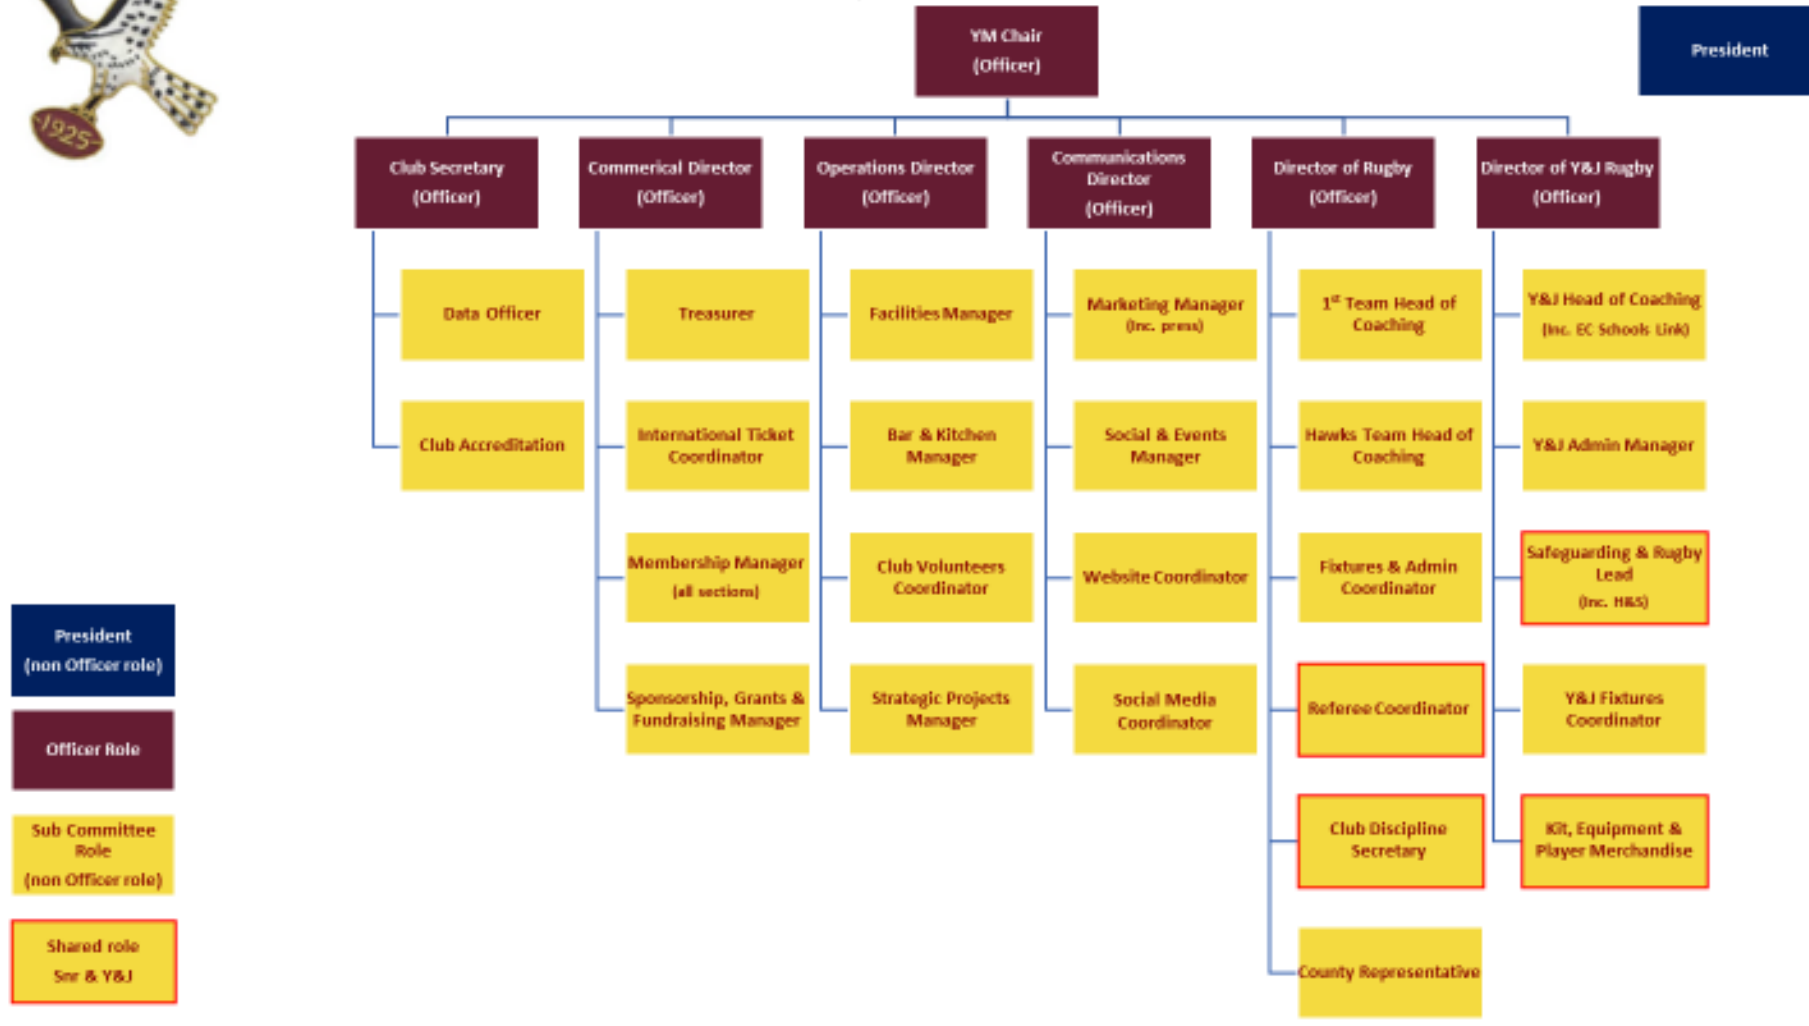 1925
YM Chair
(Officer)
President
Club Secretary
(Officer)
Commerical Director
(Officer)
Operations Director
(Officer)
Communications
Director
(Officer)
Director of Rugby
(Officer)
Director of Y&J Rugby
(Officer)
Data Officer
Treasurer
Facilities Manager
Marketing Manager
(Inc. press)
1st Team Head of
Coaching
Y&J Head of Coaching
(Inc. EC Schools Link)
Club Accreditation
International Ticket
Coordinator
Bar & Kitchen
Manager
Social & Events
Manager
Hawks Team Head of
Coaching
Y&J Admin Manager
Membership Manager
(all sections)
Club Volunteers
Coordinator
Website Coordinator
Fixtures & Admin
Coordinator
Safeguarding & Rugby
Lead
(Inc. H&S)
Sponsorship, Grants &
Fundraising Manager
Strategic Projects
Manager
Social Media
Coordinator
Referee Coordinator
Y&J Fixtures
Coordinator
Club Discipline
Secretary
Kit, Equipment &
Player Merchandise
County Representative
President
(non Officer role)
Officer Role
Sub Committee
Role
(non Officer role)
Shared role
Snr & Y&J